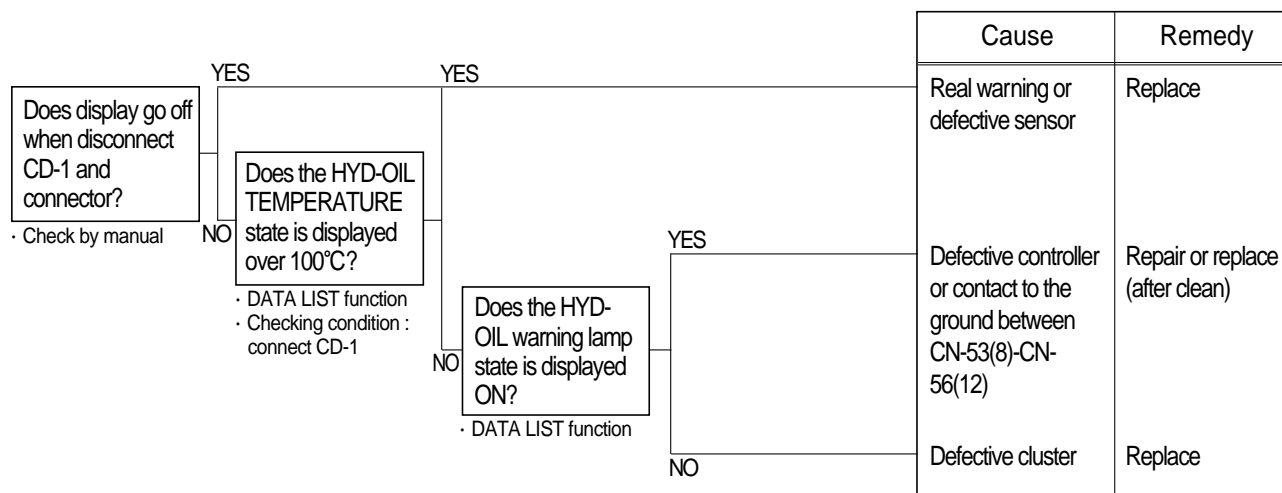 Cause
Remedy
YES
YES
Does display go off
when disconnect
CD-1 and
connector?
· Check by manual
NO
Does the HYD-OIL
TEMPERATURE
state is displayed
over 100℃?
· DATA LIST function
· Checking condition :
connect CD-1
NO
Does the HYD-
OIL warning lamp
state is displayed
ON?
· DATA LIST function
YES
NO
Real warning or
defective sensor
Replace
Defective controller
or contact to the
ground between
CN-53(8)-CN-
56(12)
Repair or replace
(after clean)
Defective cluster
Replace